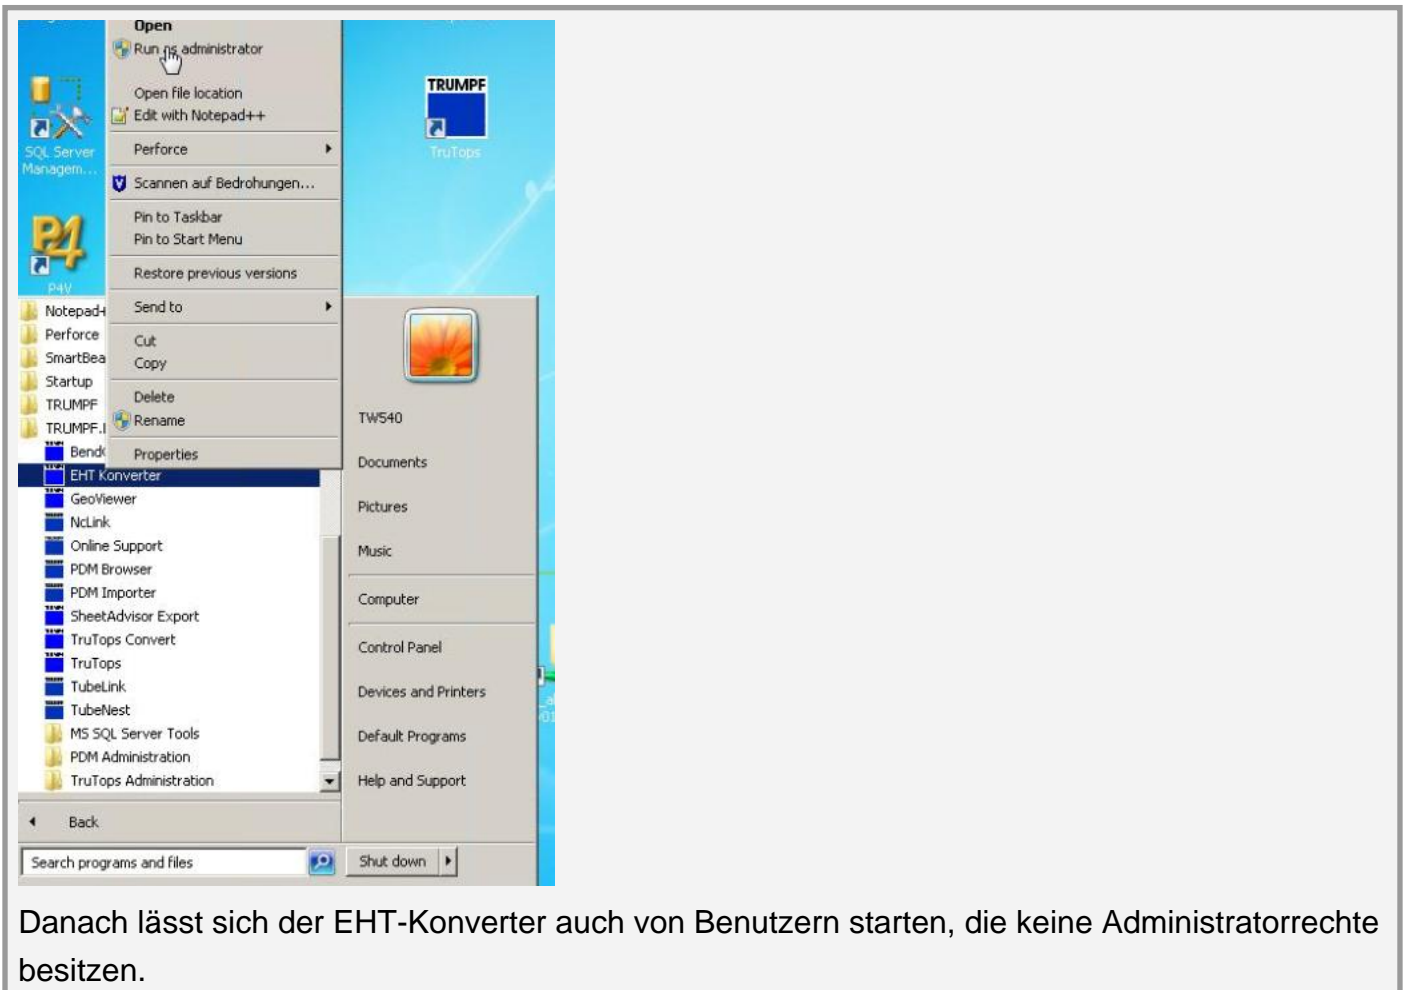 Open
Run as administrator
Open file location
Edit with Notepad++
Perforce
Scannen auf Bedrohungen...
Pin to Taskbar
Pin to Start Menu
Restore previous versions
Send to
Cut
Copy
Delete
Rename
Properties
SQL Server
Managem...
P4V
TRUMPF
TruTops
Notepad+
Perforce
SmartBea
Startup
TRUMPF
TRUMPF.
Bend
EHT Konverter
GeoViewer
NcLink
Online Support
PDM Browser
PDM Importer
SheetAdvisor Export
TruTops Convert
TruTops
TubeLink
TubeNest
MS SQL Server Tools
PDM Administration
TruTops Administration
Back
Search programs and files
TW540
Documents
Pictures
Music
Computer
Control Panel
Devices and Printers
Default Programs
Help and Support
Shut down
Danach lässt sich der EHT-Konverter auch von Benutzern starten, die keine Administratorrechte
besitzen.